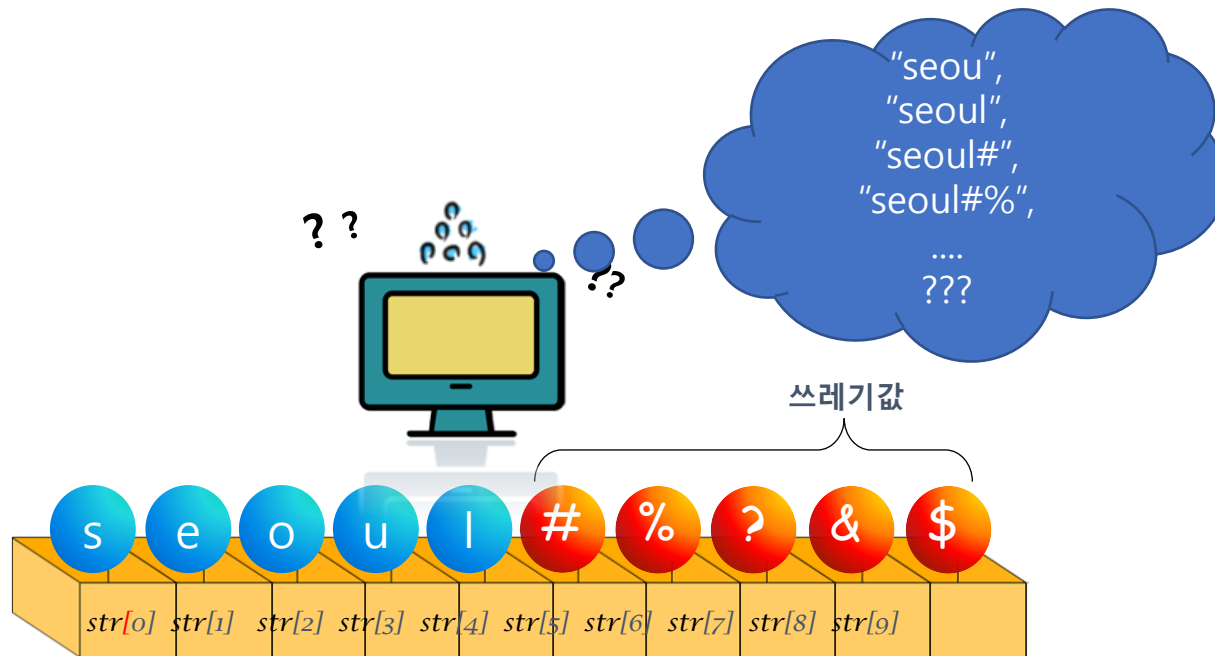 "seou",
"seoul",
"seoul#",
"seoul#%",
....
???
? ?
??
쓰레기값
s e o u l # % ? & $
str[0] str[1] str[2] str[3] str[4] str[5] str[6] str[7] str[8] str[9]